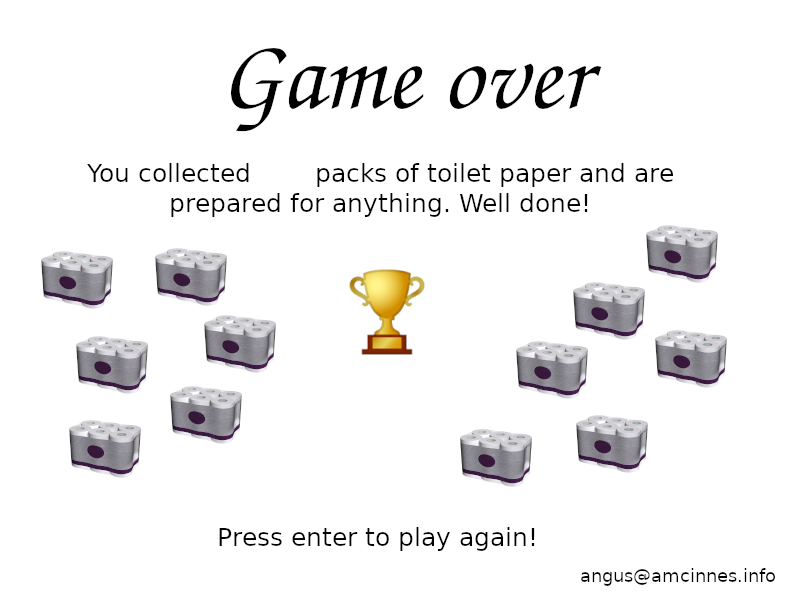 Game over
You collected packs of toilet paper and are
prepared for anything. Well done!
Press enter to play again!
angus@amcinnes.info